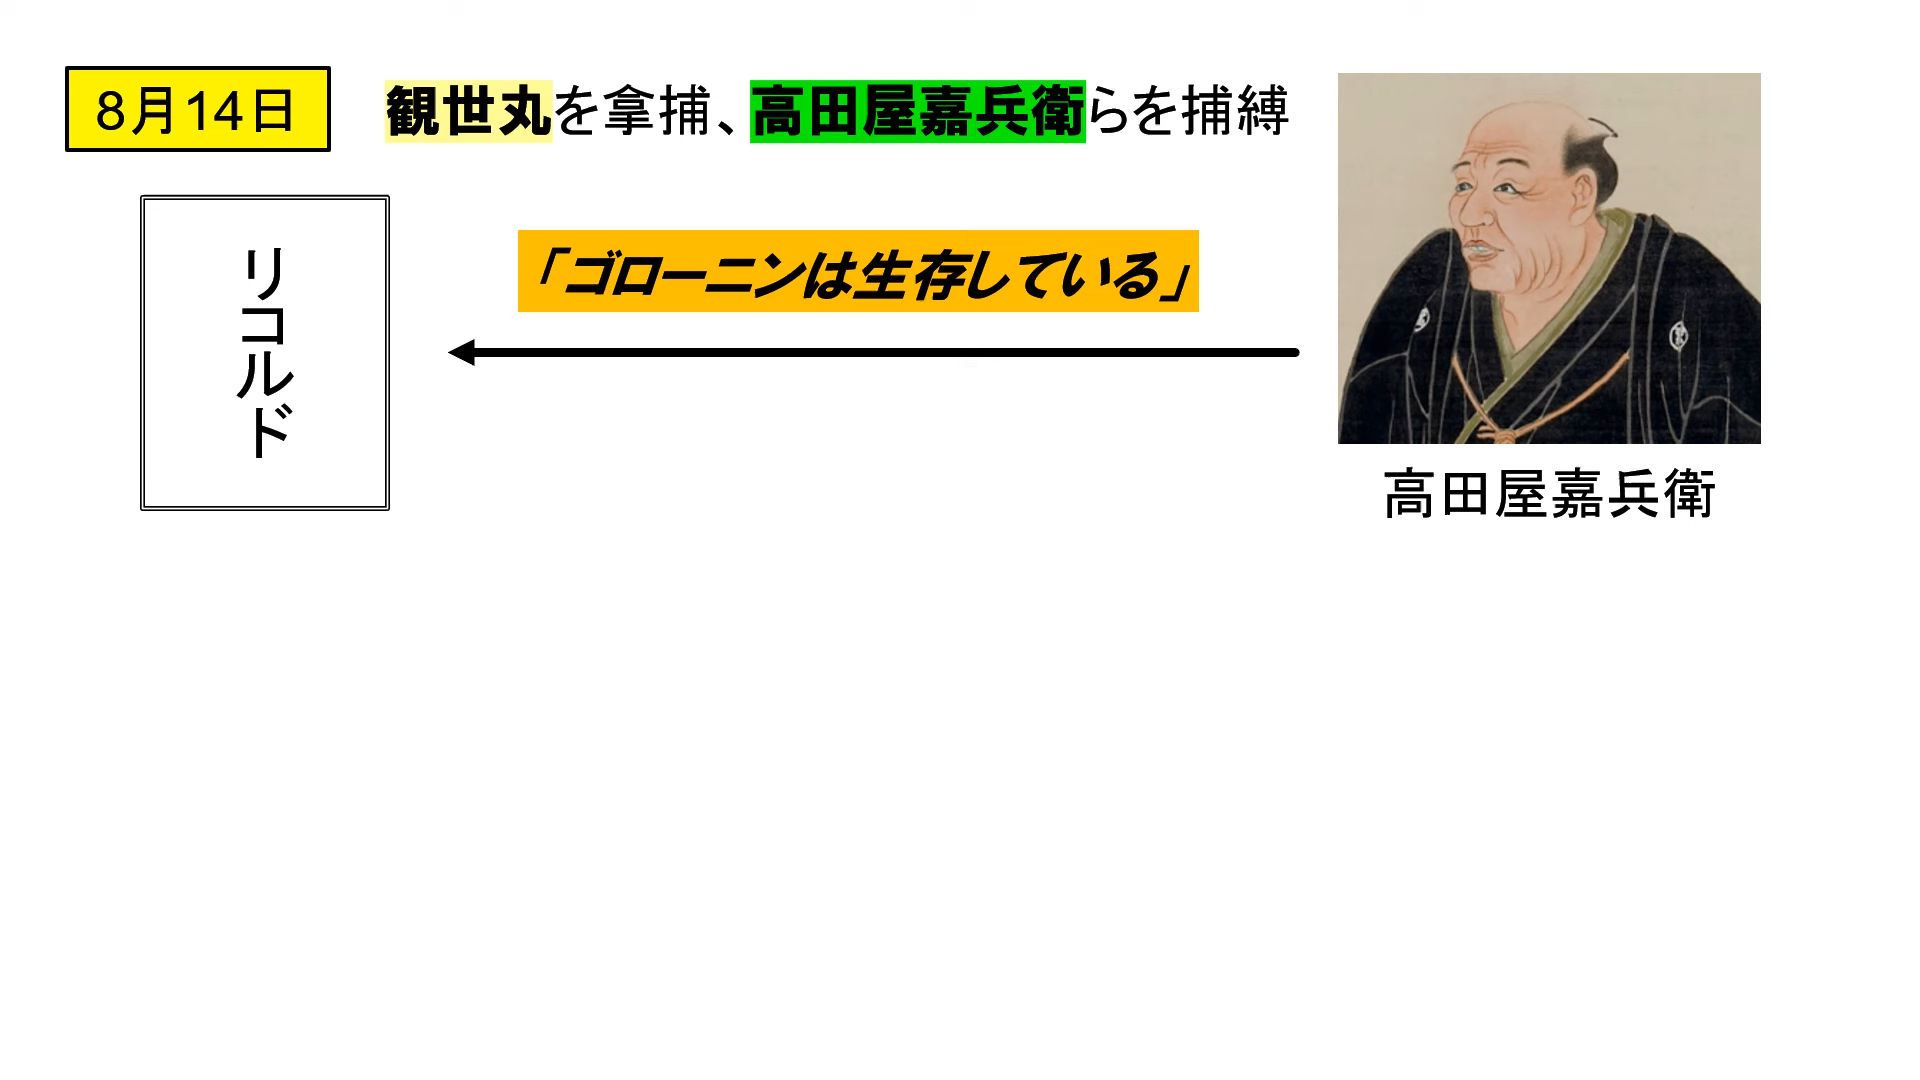 8月14日
観世丸を拿捕、高田屋嘉兵衛らを捕縛
リコルド
「ゴローニンは生存している」
高田屋嘉兵衛